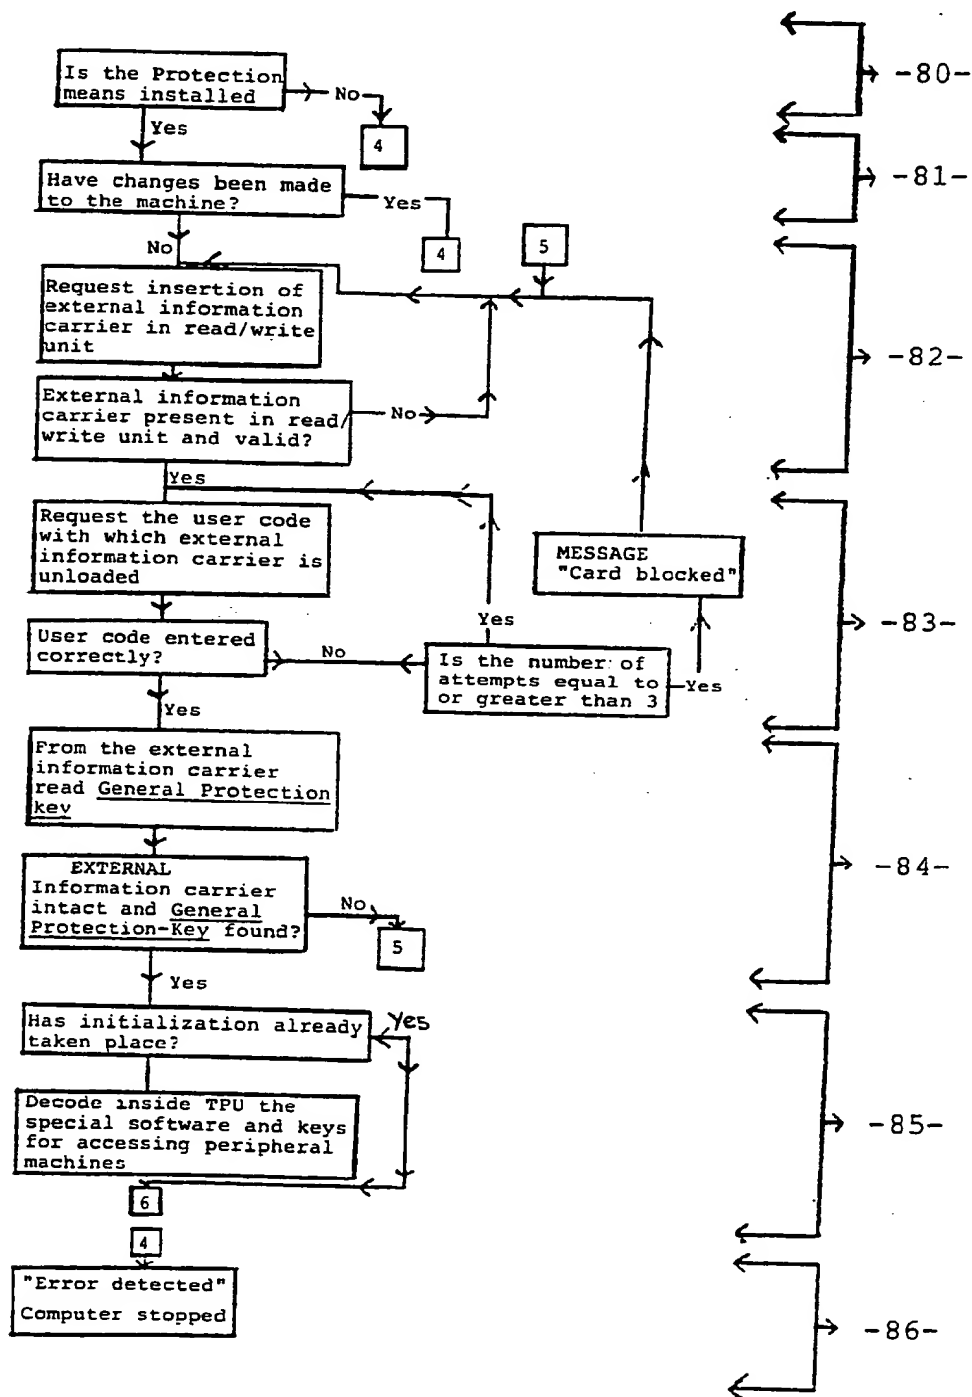 Is the Protection
means installed
No
4
Yes
-80-
Have changes been made
to the machine?
Yes
4
No
-81-
5
Request insertion of
external information
carrier in read/write
unit
External information
carrier present in read/
write unit and valid?
No
Yes
-82-
Request the user code
with which external
information carrier is
unloaded
MESSAGE
"Card blocked"
User code entered
correctly?
No
Yes
Is the number of
attempts equal to
or greater than 3
Yes
Yes
-83-
From the external
information carrier
read General Protection
key
EXTERNAL
Information carrier
intact and General
Protection-Key found?
No
5
Yes
-84-
Has initialization already
taken place?
Yes
Decode inside TPU the
special software and keys
for accessing peripheral
machines
6
-85-
4
"Error detected"
Computer stopped
-86-